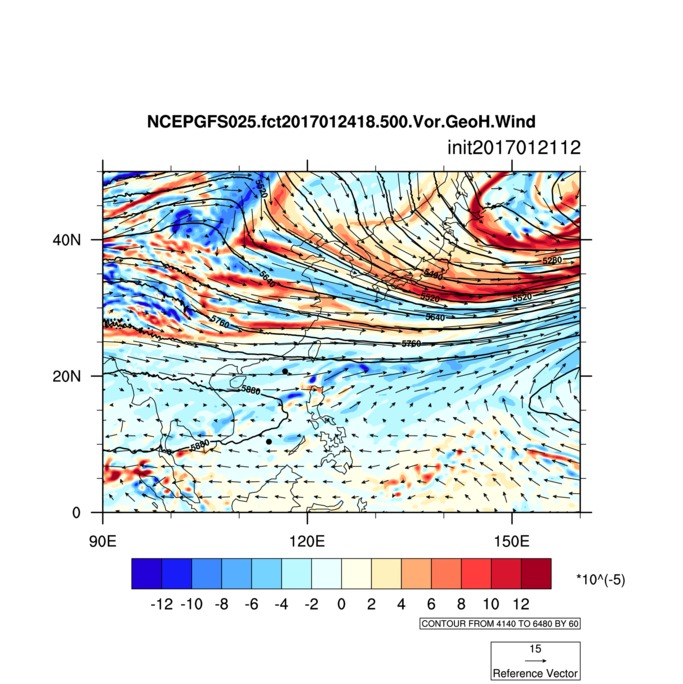 NCEPGFS025.fct2017012418.500.Vor.GeoH.Wind
init2017012112
5520
40N
5280
5400
5640
5520
5520
5640
5760
5760
20N
5880
5880
0
90E 120E 150E
-12 -10 -8 -6 -4 -2 0 2 4 6 8 10 12
*10^(-5)
CONTOUR FROM 4140 TO 6480 BY 60
15
Reference Vector